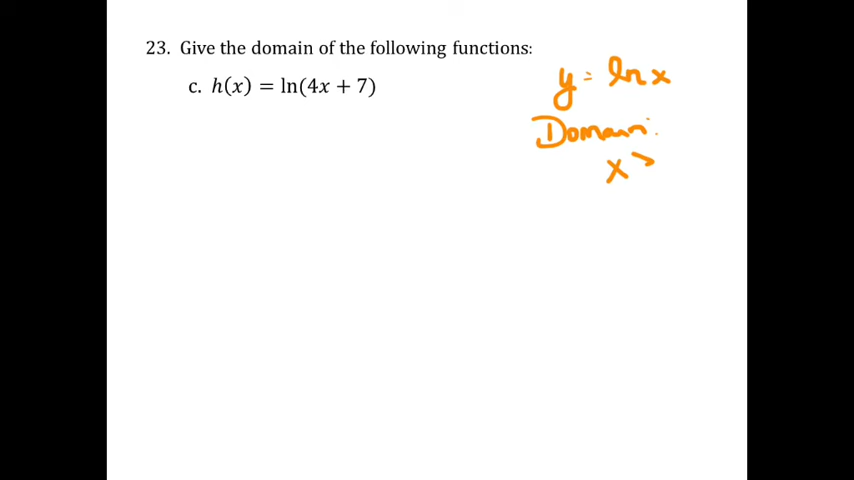 23. Give the domain of the following functions:
c. h(x) = ln(4x + 7)
y = ln x
Domain:
x >